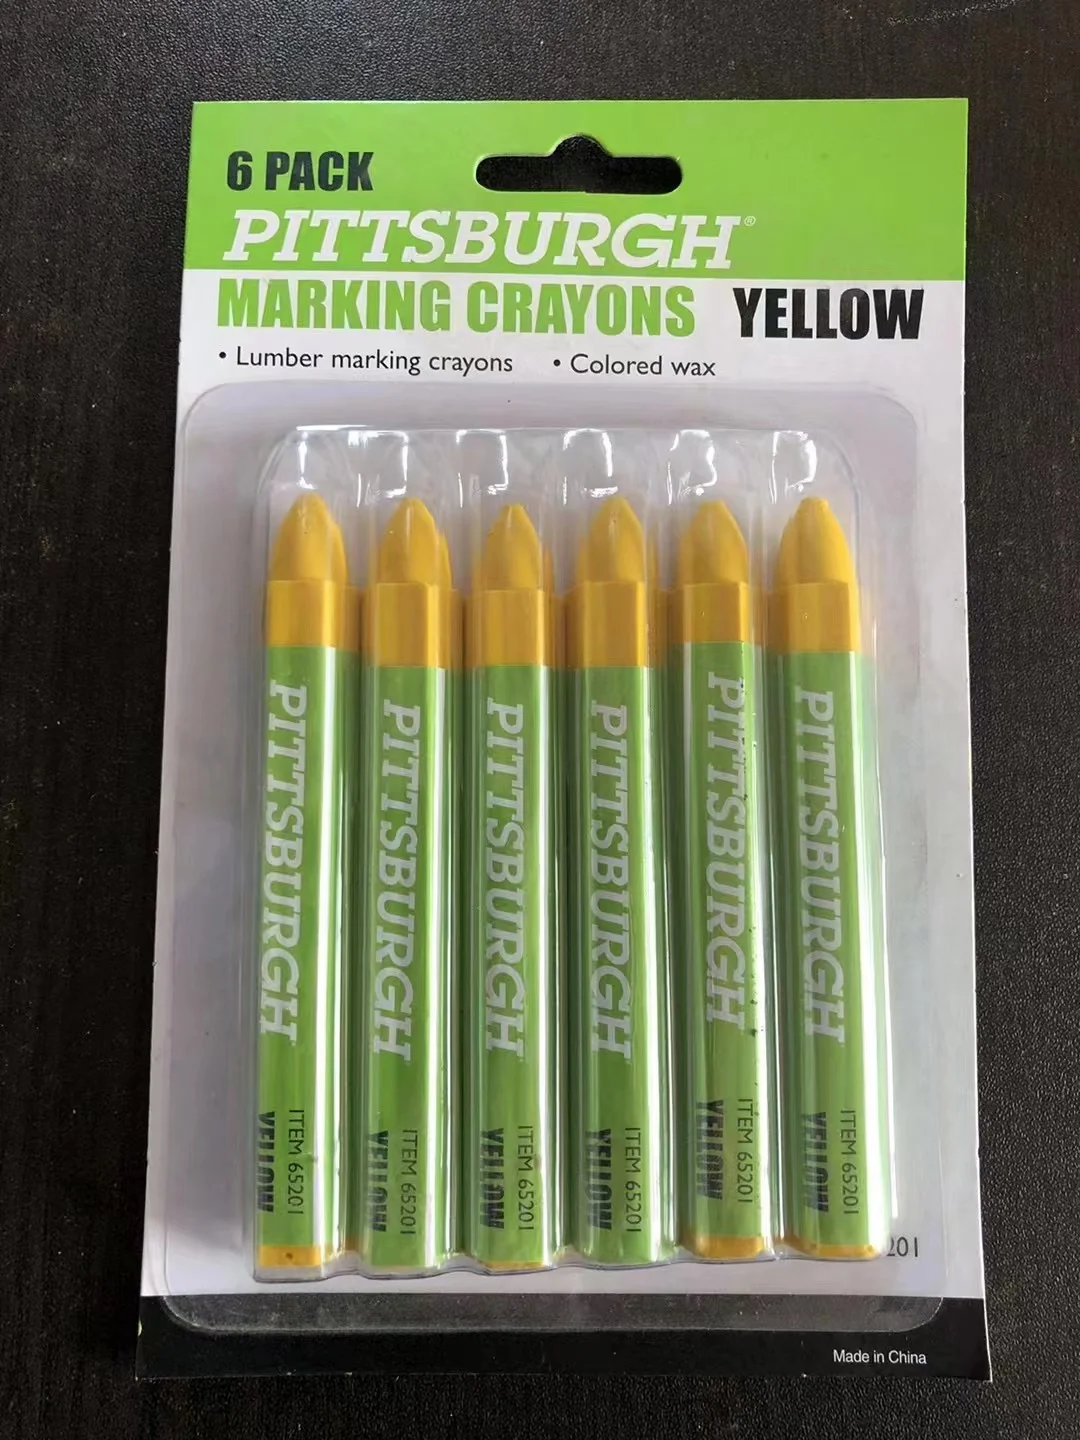 6 PACK
PITTSBURGH®
MARKING CRAYONS YELLOW
• Lumber marking crayons • Colored wax
PITTSBURGH
ITEM 65201
YELLOW
PITTSBURGH
ITEM 65201
YELLOW
PITTSBURGH
ITEM 65201
YELLOW
PITTSBURGH
ITEM 65201
YELLOW
PITTSBURGH
ITEM 65201
YELLOW
PITTSBURGH
ITEM 65201
YELLOW
201
Made in China